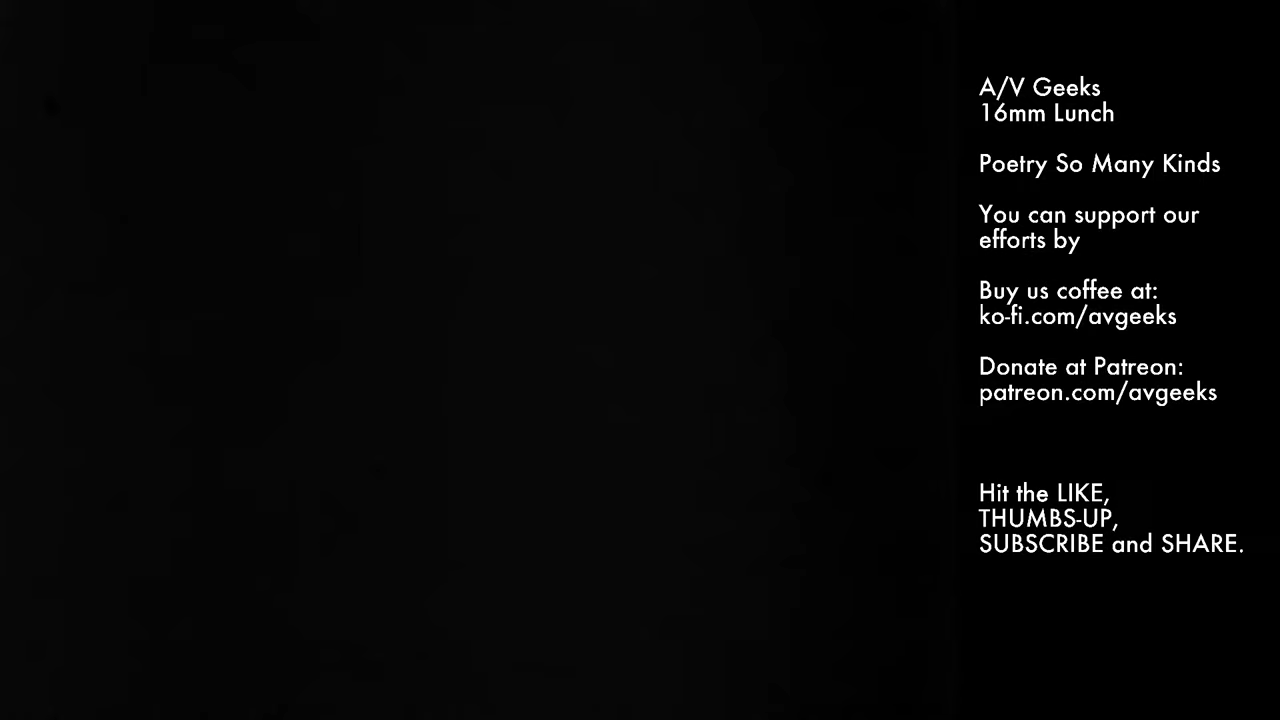 A/V Geeks
16mm Lunch
Poetry So Many Kinds
You can support our
efforts by
Buy us coffee at:
ko-fi.com/avgeeks
Donate at Patreon:
patreon.com/avgeeks
Hit the LIKE,
THUMBS-UP,
SUBSCRIBE and SHARE.